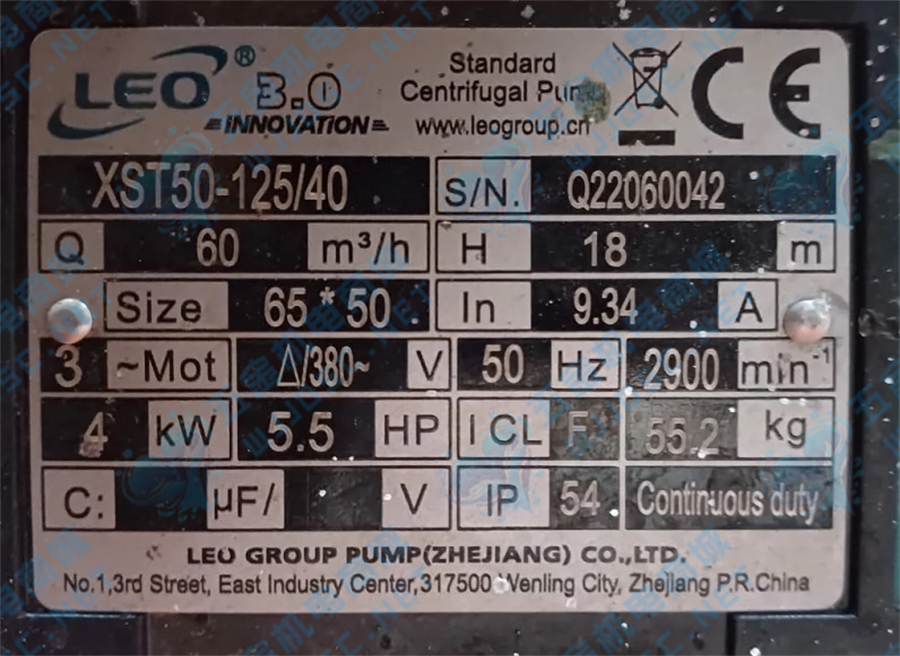 LEO® 3.0
INNOVATION
Standard
Centrifugal Pump
www.leogroup.cn
CE
XST50-125/40 S/N. Q22060042
Q 60 m³/h H 18 m
Size 65*50 In 9.34 A
3 ~Mot △/380~ V 50 Hz 2900 min⁻¹
4 kW 5.5 HP ICL F 55.2 kg
C: µF/ V IP 54 Continuous duty
LEO GROUP PUMP(ZHEJIANG) CO.,LTD.
No.1,3rd Street, East Industry Center,317500 Wenling City, Zhejiang P.R.China